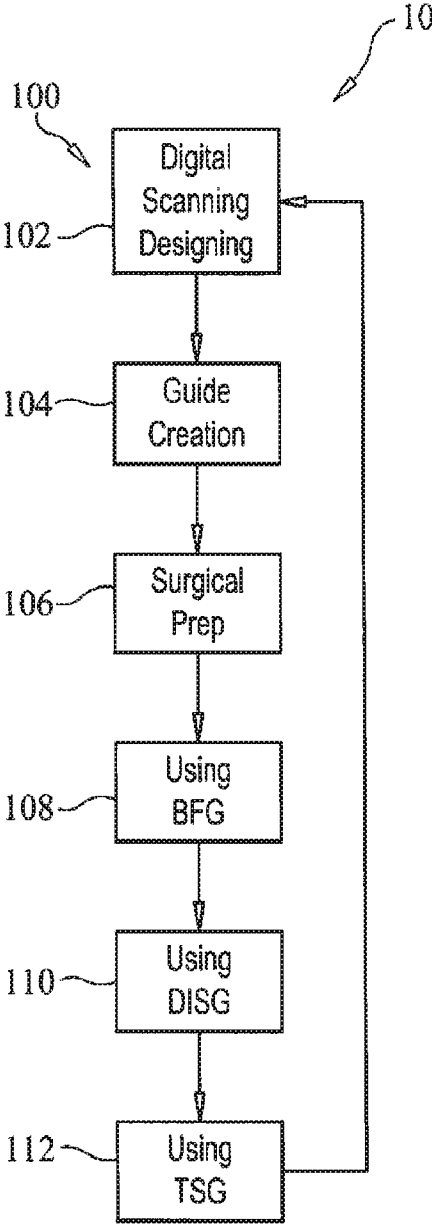 10
100
Digital
Scanning
Designing
102
Guide
Creation
104
Surgical
Prep
106
Using
BFG
108
Using
DISG
110
Using
TSG
112